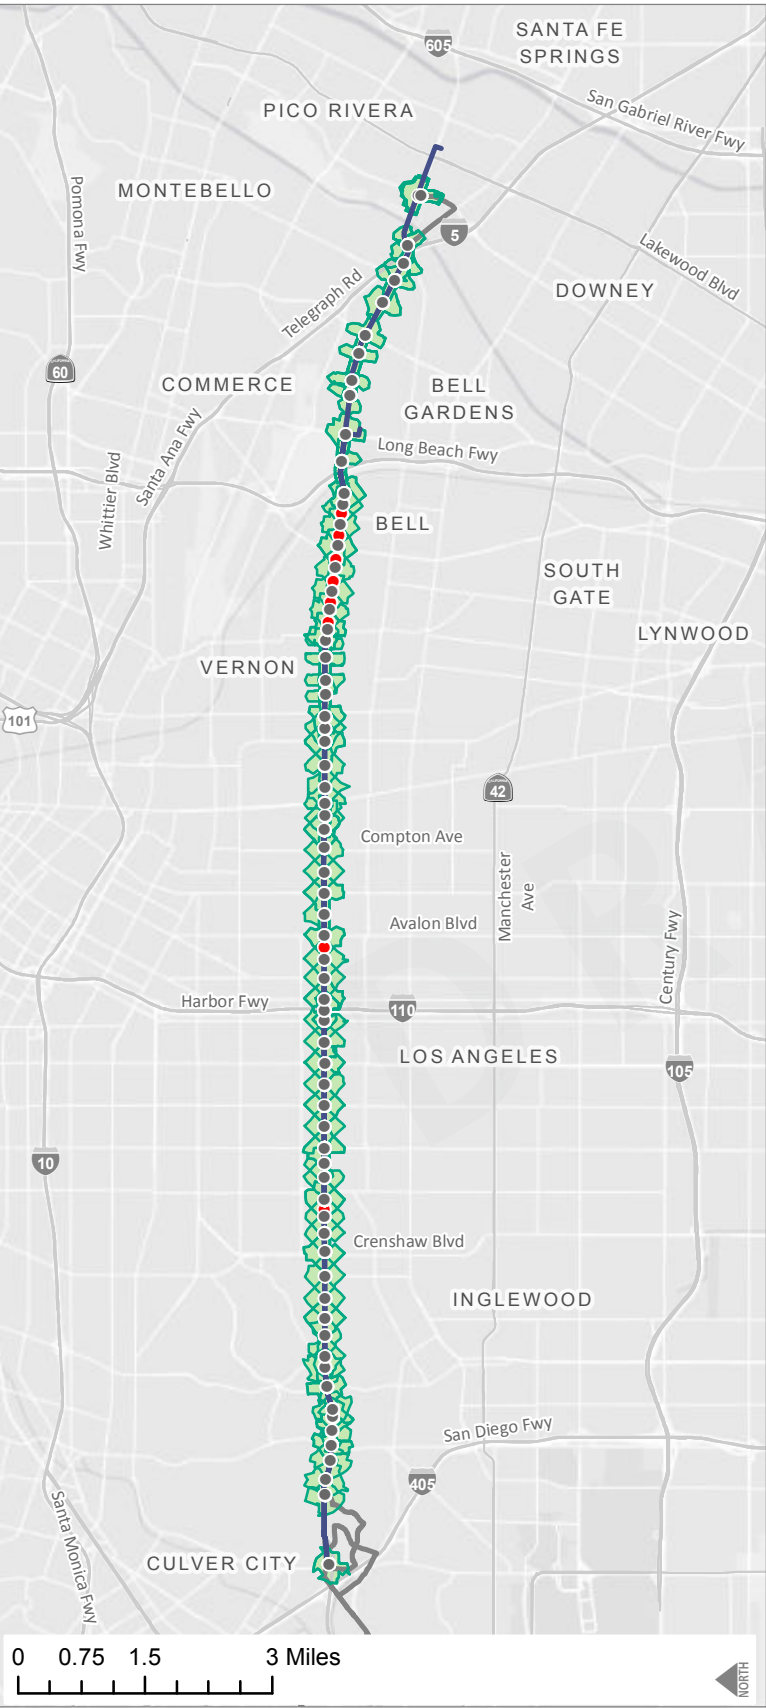 SANTA FE
SPRINGS
605
San Gabriel River Fwy
PICO RIVERA
MONTEBELLO
Pomona Fwy
5
Lakewood Blvd
Telegraph Rd
DOWNEY
60
COMMERCE
BELL
GARDENS
Santa Ana Fwy
Long Beach Fwy
Whittier Blvd
BELL
SOUTH
GATE
LYNWOOD
VERNON
101
42
Compton Ave
Manchester
Ave
Avalon Blvd
Century Fwy
Harbor Fwy
110
LOS ANGELES
105
10
Crenshaw Blvd
INGLEWOOD
San Diego Fwy
405
Santa Monica Fwy
CULVER CITY
0 0.75 1.5 3 Miles
NORTH